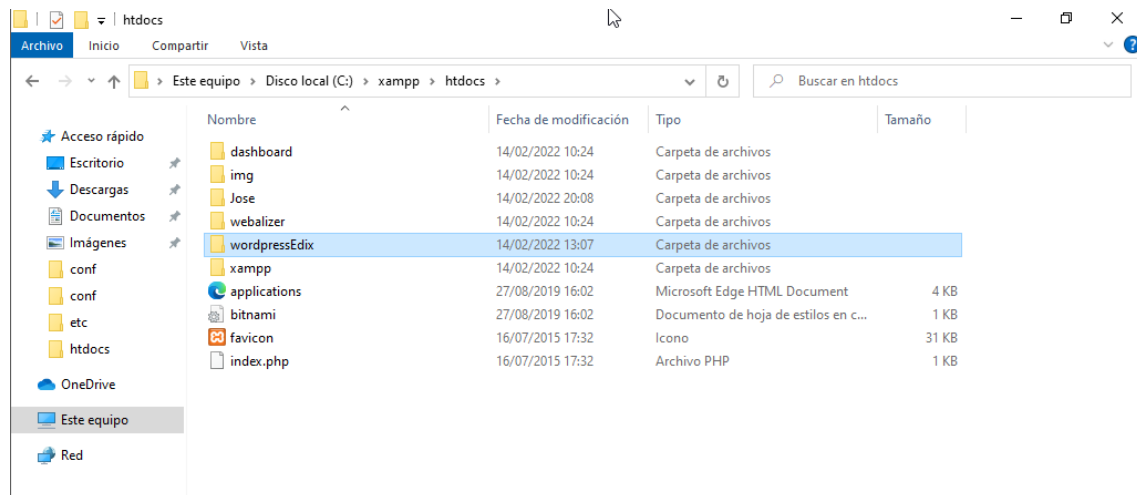 htdocs
Archivo Inicio Compartir Vista
Este equipo Disco local (C:) xampp htdocs Buscar en htdocs
Nombre Fecha de modificación Tipo Tamaño
Acceso rápido
Escritorio
Descargas
Documentos
Imágenes
conf
conf
etc
htdocs
OneDrive
Este equipo
Red
dashboard 14/02/2022 10:24 Carpeta de archivos
img 14/02/2022 10:24 Carpeta de archivos
Jose 14/02/2022 20:08 Carpeta de archivos
webalizer 14/02/2022 10:24 Carpeta de archivos
wordpressEdix 14/02/2022 13:07 Carpeta de archivos
xampp 14/02/2022 10:24 Carpeta de archivos
applications 27/08/2019 16:02 Microsoft Edge HTML Document 4 KB
bitnami 27/08/2019 16:02 Documento de hoja de estilos en c... 1 KB
favicon 16/07/2015 17:32 Icono 31 KB
index.php 16/07/2015 17:32 Archivo PHP 1 KB